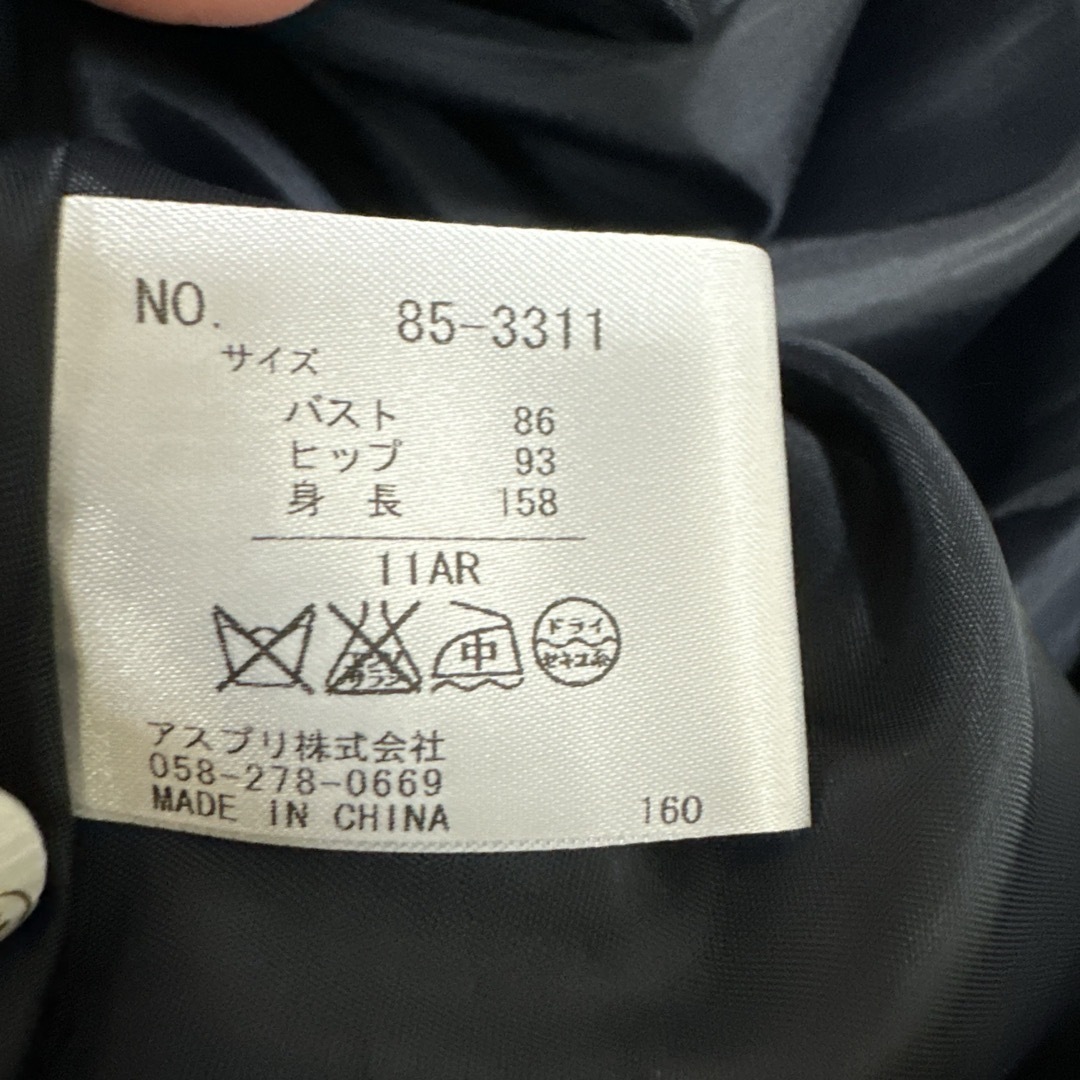 NO. 85-3311
サイズ
バスト 86
ヒップ 93
身長 158
11AR
中 ドライ
セキユ系
アスプリ株式会社
058-278-0669
MADE IN CHINA 160